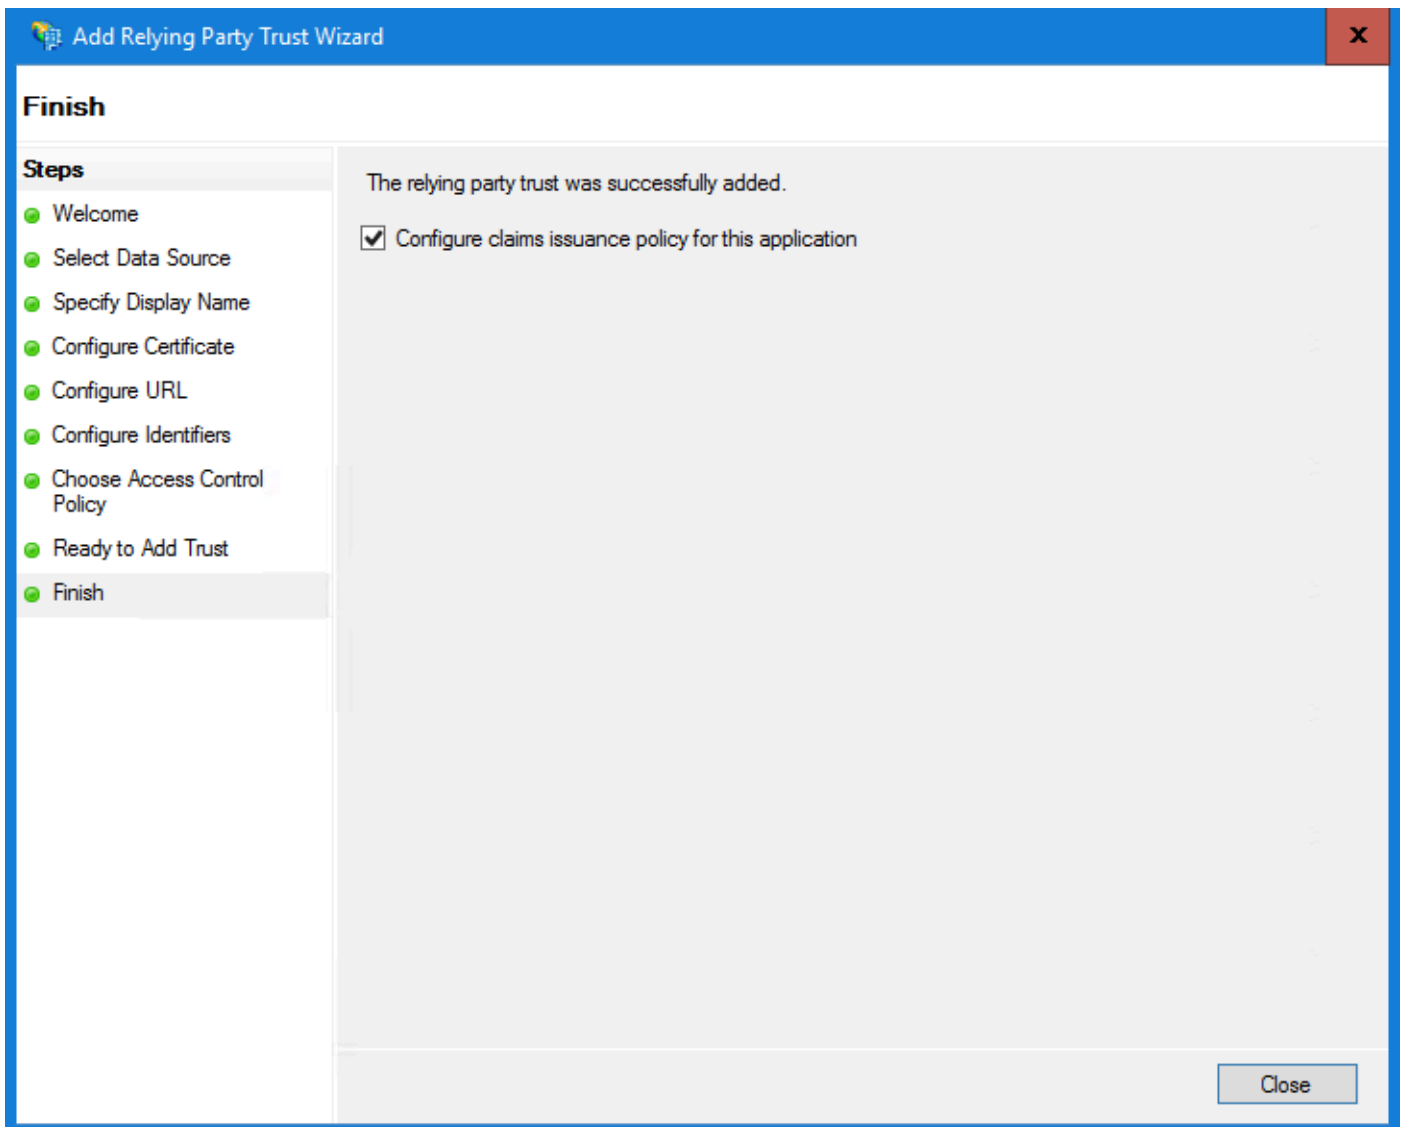 Add Relying Party Trust Wizard
X
Finish
Steps
Welcome
Select Data Source
Specify Display Name
Configure Certificate
Configure URL
Configure Identifiers
Choose Access Control
Policy
Ready to Add Trust
Finish
The relying party trust was successfully added.
Configure claims issuance policy for this application
Close